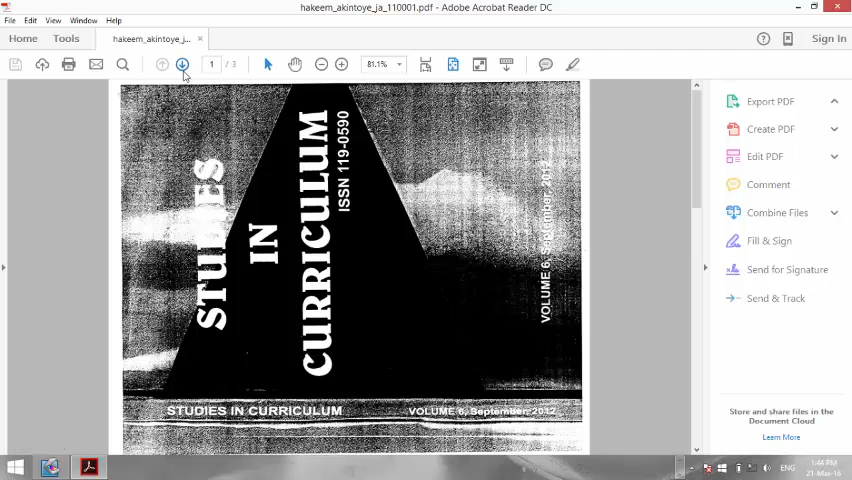 hakeem_akintoye_ja_110001.pdf - Adobe Acrobat Reader DC
File Edit View Window Help
Home Tools hakeem_akintoye_j... × Sign In
1 / 3 81.1%
STUDIES
IN
CURRICULUM
ISSN 119-0590
VOLUME 6, September, 2012
STUDIES IN CURRICULUM VOLUME 6, September, 2012
Export PDF
Create PDF
Edit PDF
Comment
Combine Files
Fill & Sign
Send for Signature
Send & Track
Store and share files in the
Document Cloud
Learn More
ENG
1:44 PM
21-Mar-16